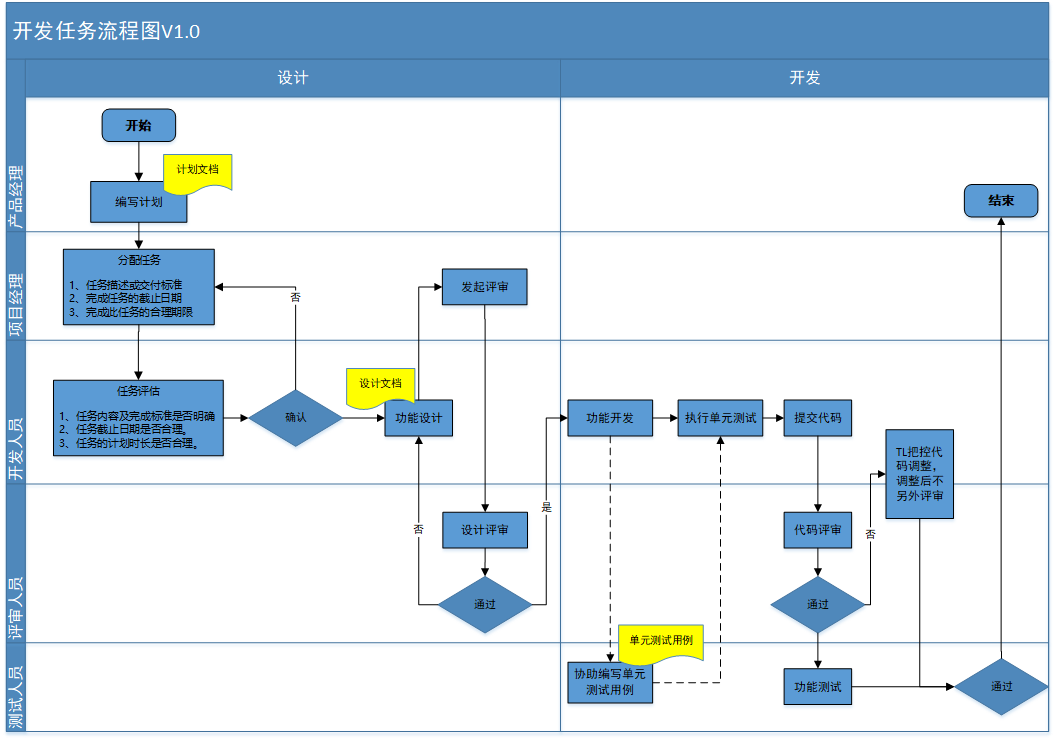 开发任务流程图V1.0
设计
开发
产品经理
开始
计划文档
编写计划
结束
项目经理
分配任务
1、任务描述或交付标准
2、完成任务的截止日期
3、完成此任务的合理期限
否
发起评审
开发人员
任务评估
1、任务内容及完成标准是否明确
2、任务截止日期是否合理。
3、任务的计划时长是否合理。
确认
设计文档
功能设计
功能开发
执行单元测试
提交代码
TL把控代
码调整，
调整后不
另外评审
评审人员
否
设计评审
是
通过
代码评审
否
通过
测试人员
单元测试用例
协助编写单元
测试用例
功能测试
通过